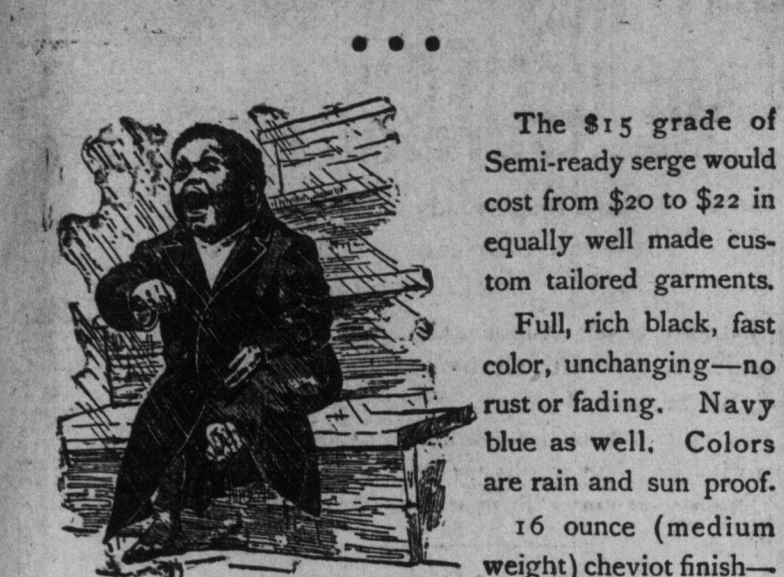 The $15 grade of
Semi-ready serge would
cost from $20 to $22 in
equally well made cus-
tom tailored garments.
Full, rich black, fast
color, unchanging—no
rust or fading. Navy
blue as well. Colors
are rain and sun proof.
16 ounce (medium
weight) cheviot finish—